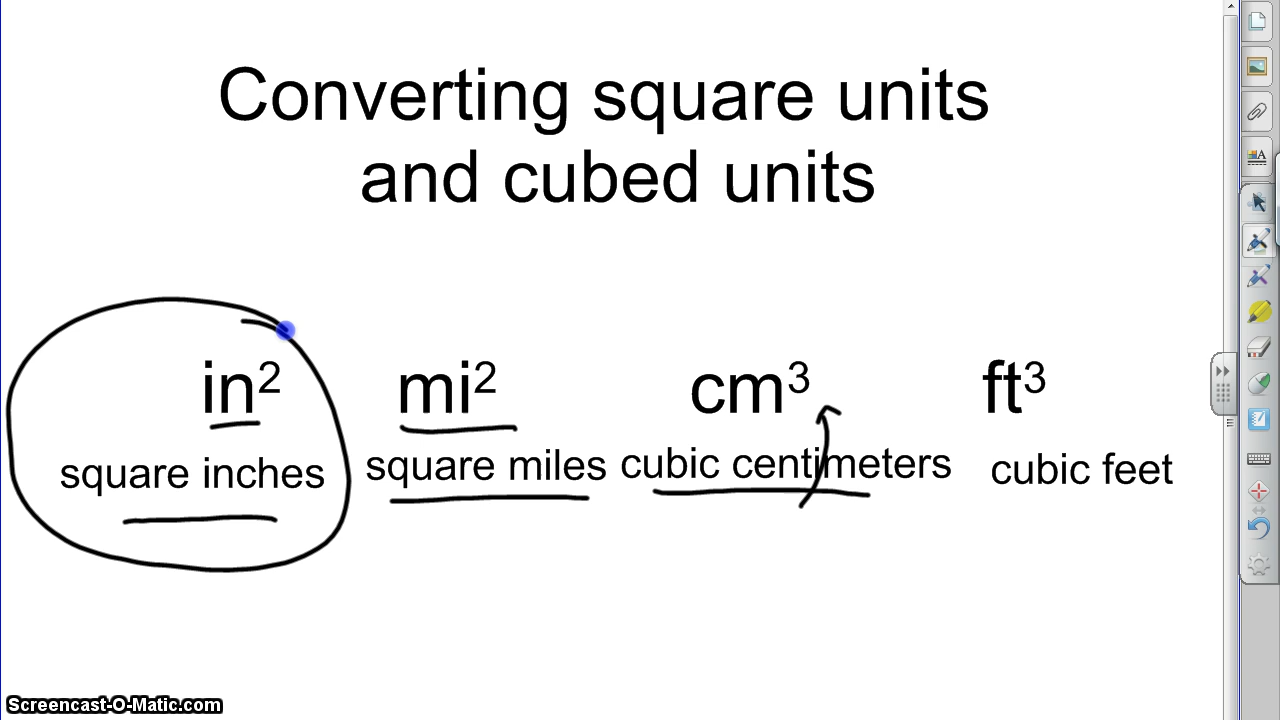 Converting square units
and cubed units
in² mi² cm³ ft³
square inches square miles cubic centimeters cubic feet
Screencast-O-Matic.com